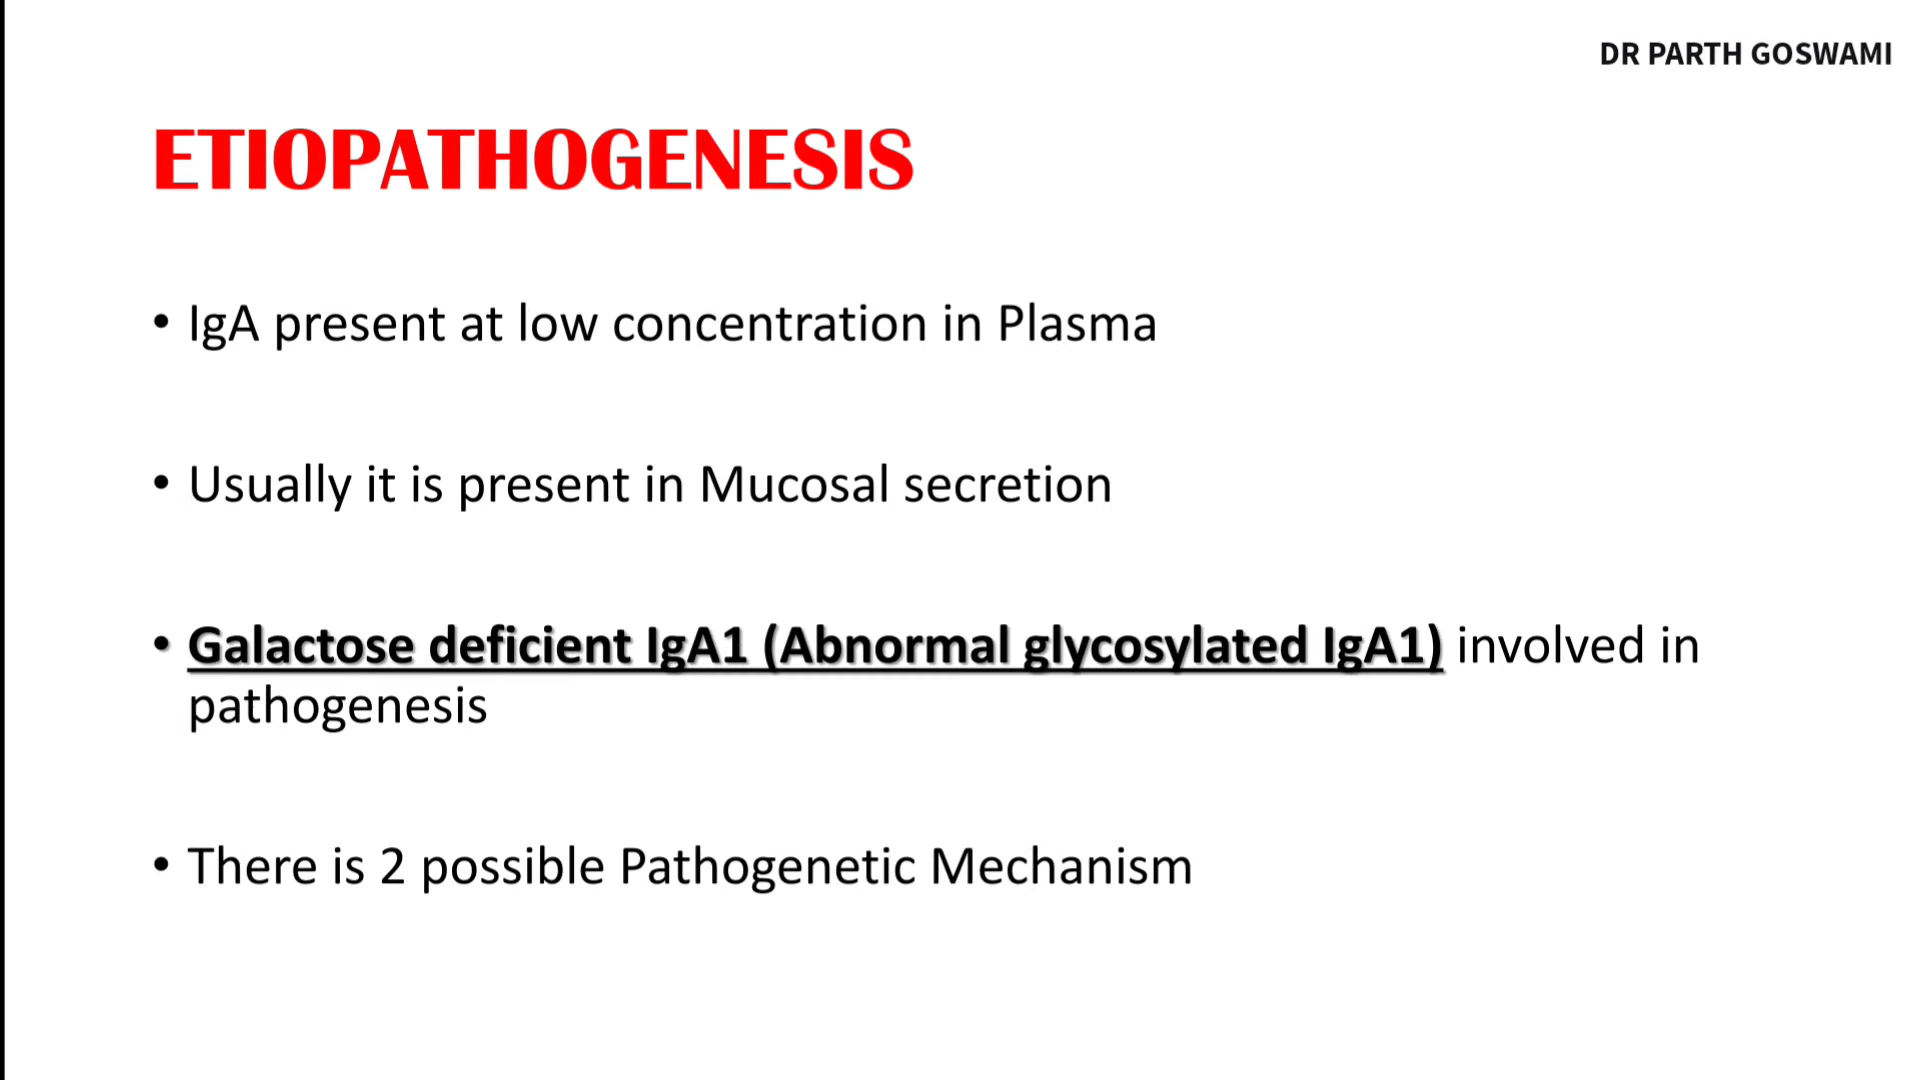 DR PARTH GOSWAMI
ETIOPATHOGENESIS
• IgA present at low concentration in Plasma
• Usually it is present in Mucosal secretion
• Galactose deficient IgA1 (Abnormal glycosylated IgA1) involved in
pathogenesis
• There is 2 possible Pathogenetic Mechanism